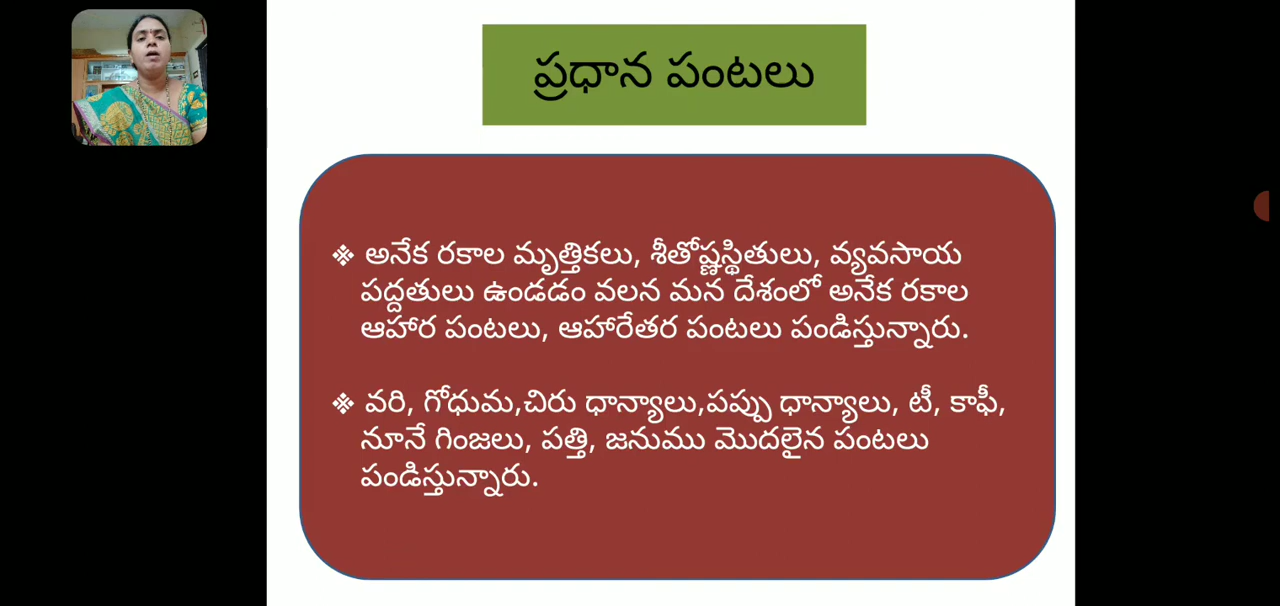 ప్రధాన పంటలు
❖ అనేక రకాల మృత్తికలు, శీతోష్ణస్థితులు, వ్యవసాయ
పద్దతులు ఉండడం వలన మన దేశంలో అనేక రకాల
ఆహార పంటలు, ఆహారేతర పంటలు పండిస్తున్నారు.
❖ వరి, గోధుమ,చిరు ధాన్యాలు,పప్పు ధాన్యాలు, టీ, కాఫీ,
నూనే గింజలు, పత్తి, జనుము మొదలైన పంటలు
పండిస్తున్నారు.